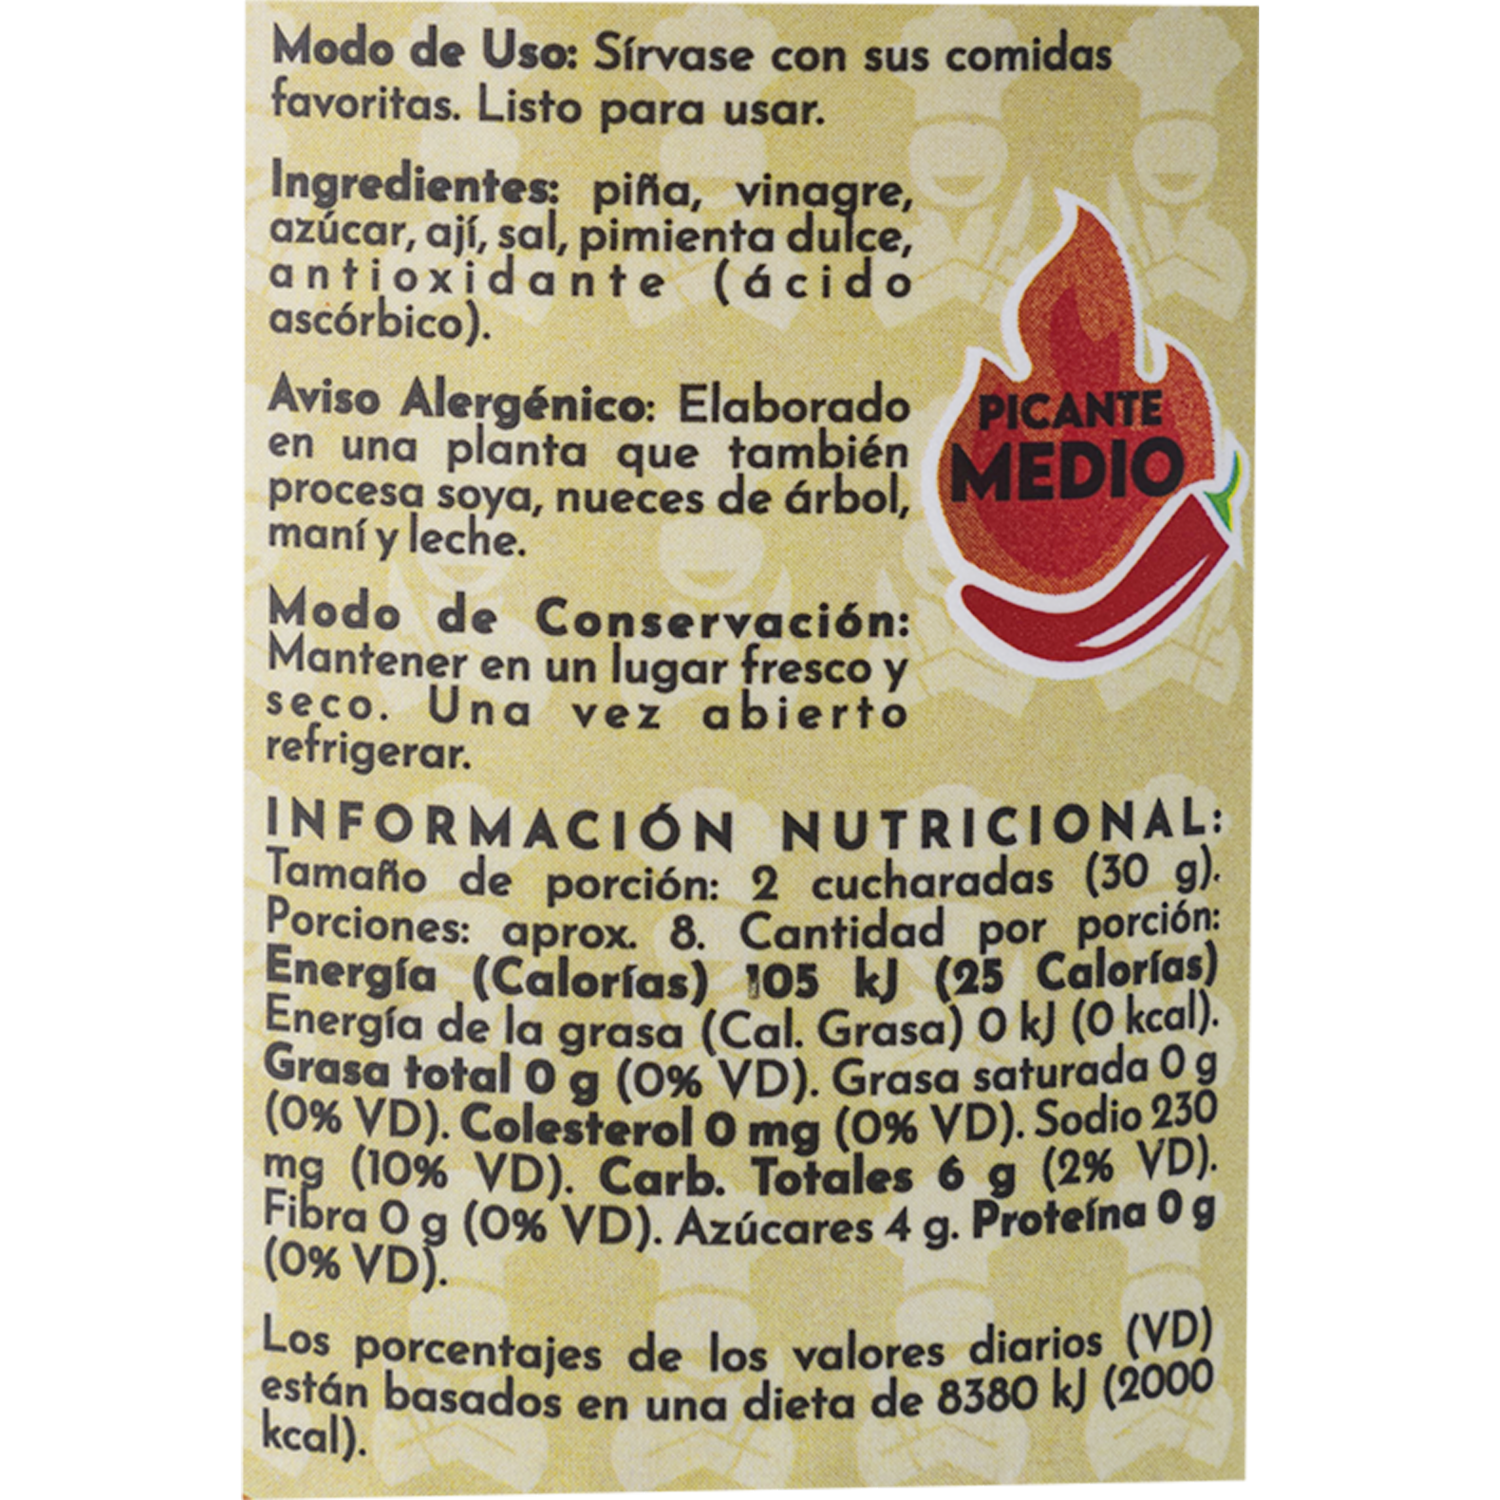 Modo de Uso: Sírvase con sus comidas
favoritas. Listo para usar.
Ingredientes: piña, vinagre,
azúcar, ají, sal, pimienta dulce,
antioxidante (ácido
ascórbico).
Aviso Alergénico: Elaborado
en una planta que también
procesa soya, nueces de árbol,
maní y leche.
PICANTE
MEDIO
Modo de Conservación:
Mantener en un lugar fresco y
seco. Una vez abierto
refrigerar.
INFORMACIÓN NUTRICIONAL:
Tamaño de porción: 2 cucharadas (30 g).
Porciones: aprox. 8. Cantidad por porción:
Energía (Calorías) 105 kJ (25 Calorías)
Energía de la grasa (Cal. Grasa) 0 kJ (0 kcal).
Grasa total 0 g (0% VD). Grasa saturada 0 g
(0% VD). Colesterol 0 mg (0% VD). Sodio 230
mg (10% VD). Carb. Totales 6 g (2% VD).
Fibra 0 g (0% VD). Azúcares 4 g. Proteína 0 g
(0% VD).
Los porcentajes de los valores diarios (VD)
están basados en una dieta de 8380 kJ (2000
kcal).